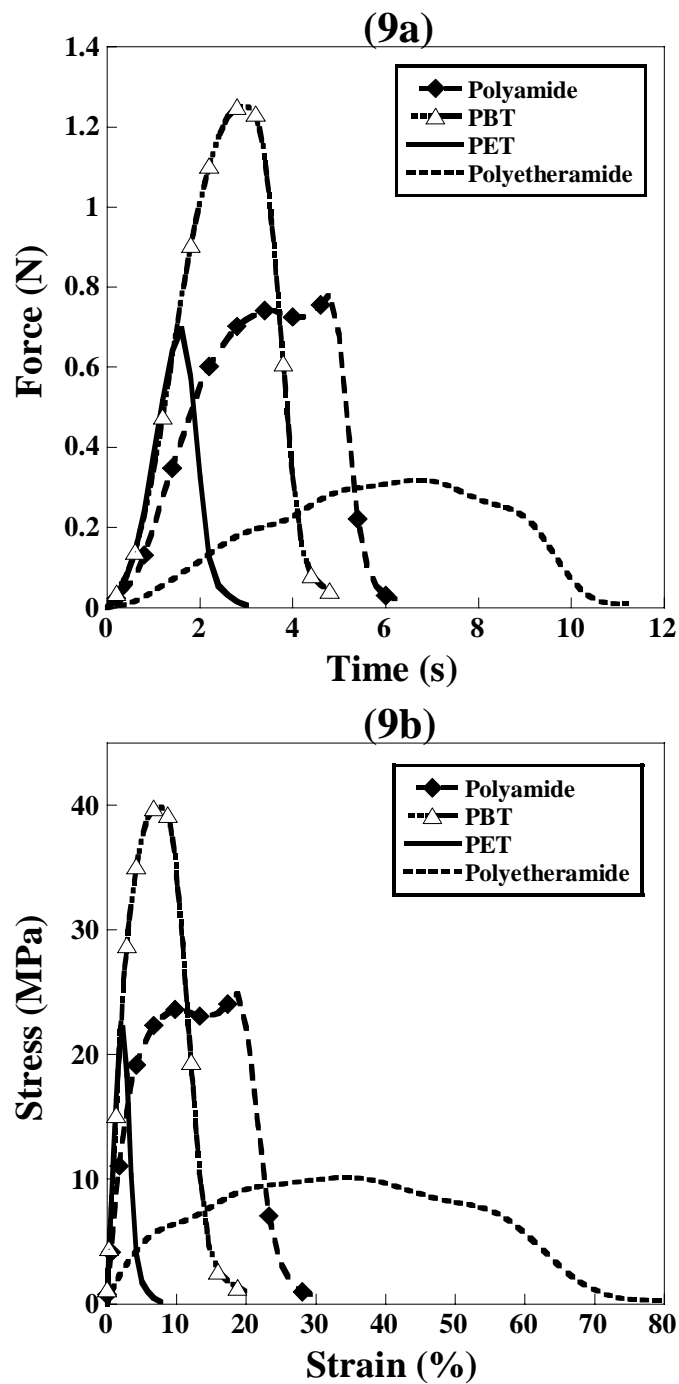 (9a)
1.4
1.2
1
0.8
0.6
0.4
0.2
0
Force (N)
Polyamide
PBT
PET
Polyetheramide
0 2 4 6 8 10 12
Time (s)
(9b)
40
30
20
10
0
Stress (MPa)
Polyamide
PBT
PET
Polyetheramide
0 10 20 30 40 50 60 70 80
Strain (%)